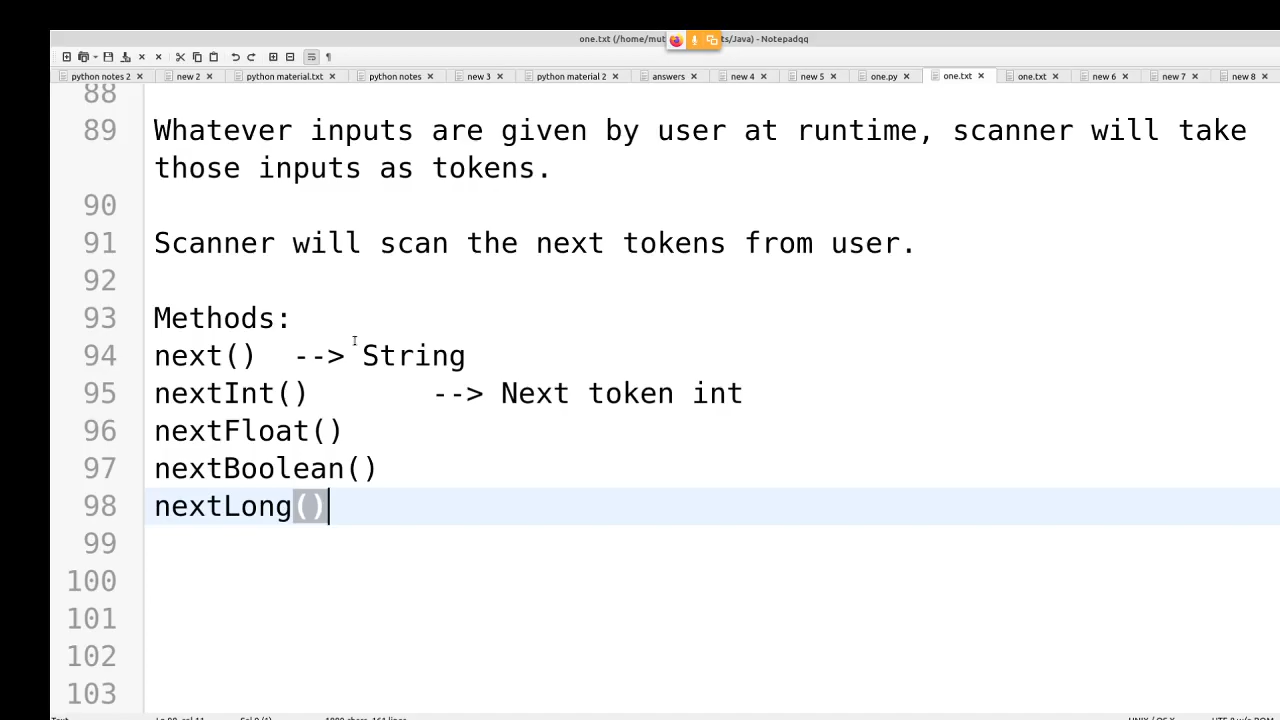 one.txt (/home/mut ts/Java) - Notepadqq
python notes 2 new 2 python material.txt python notes new 3 python material 2 answers new 4 new 5 one.py one.txt one.txt new 6 new 7 new 8
88
89 Whatever inputs are given by user at runtime, scanner will take
those inputs as tokens.
90
91 Scanner will scan the next tokens from user.
92
93 Methods:
94 next() --> String
95 nextInt() --> Next token int
96 nextFloat()
97 nextBoolean()
98 nextLong()
99
100
101
102
103